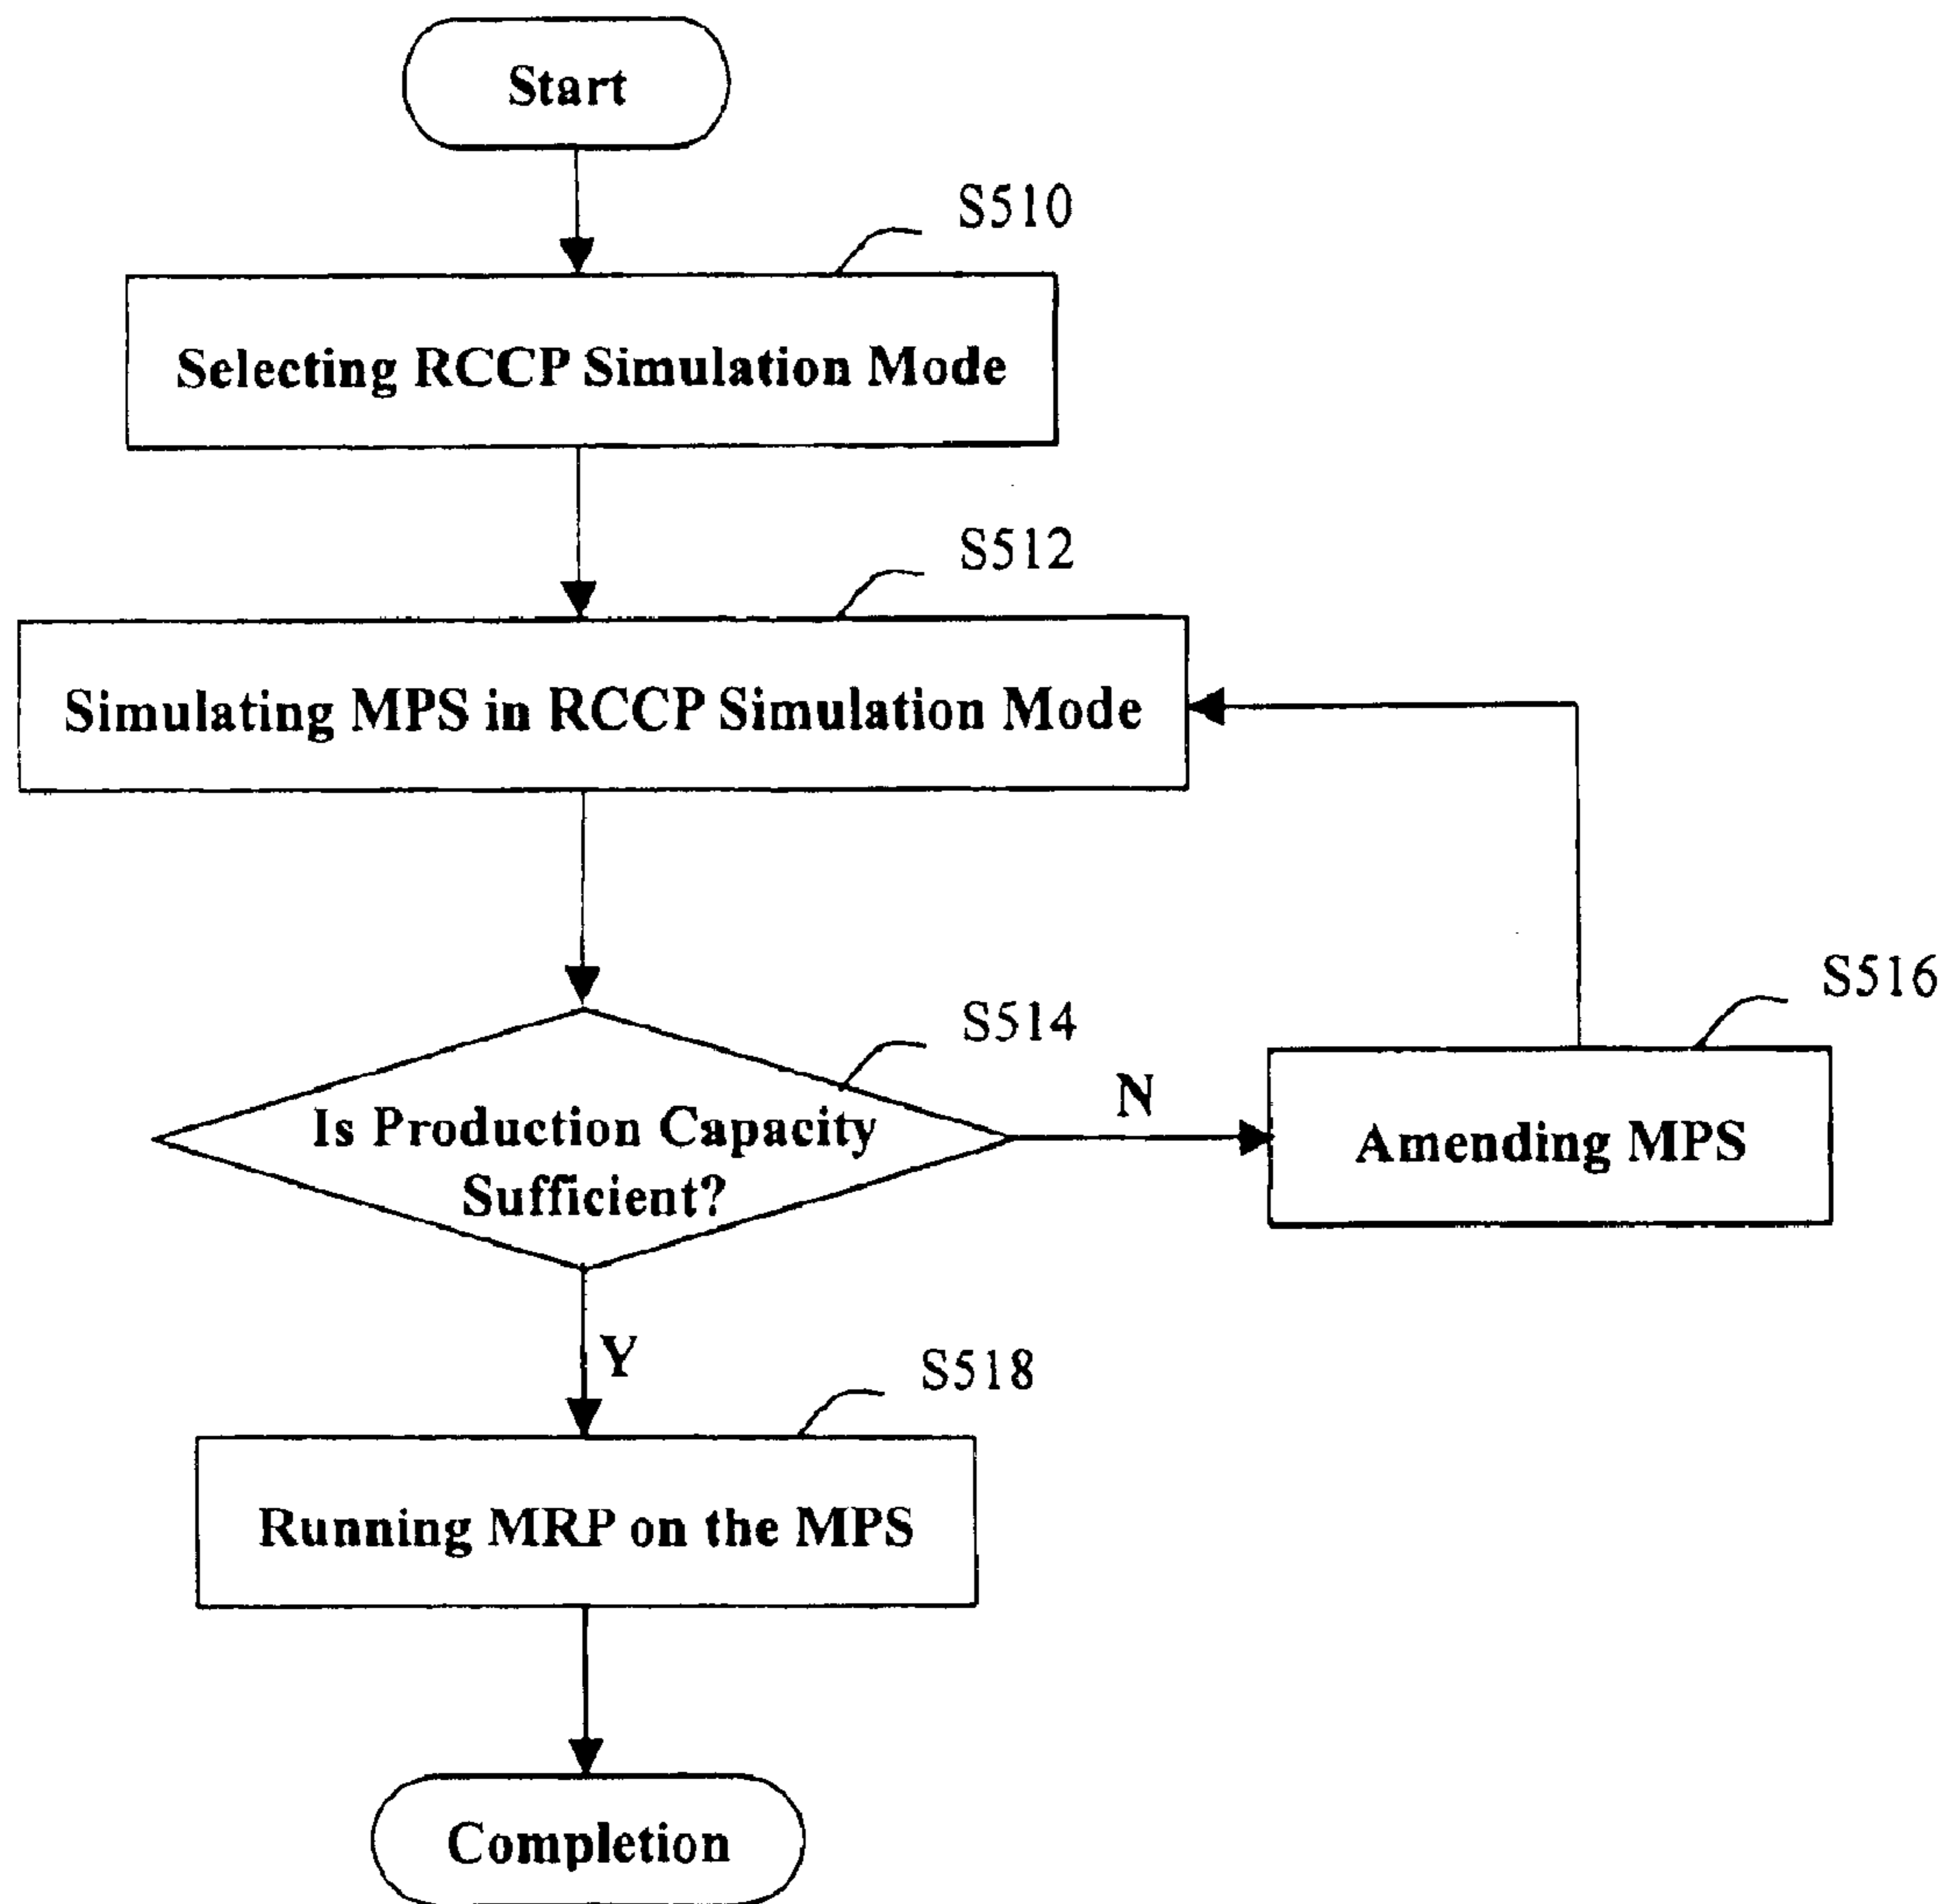 Start
S510
Selecting RCCP Simulation Mode
S512
Simulating MPS in RCCP Simulation Mode
S514
Is Production Capacity
Sufficient?
N
S516
Amending MPS
Y
S518
Running MRP on the MPS
Completion